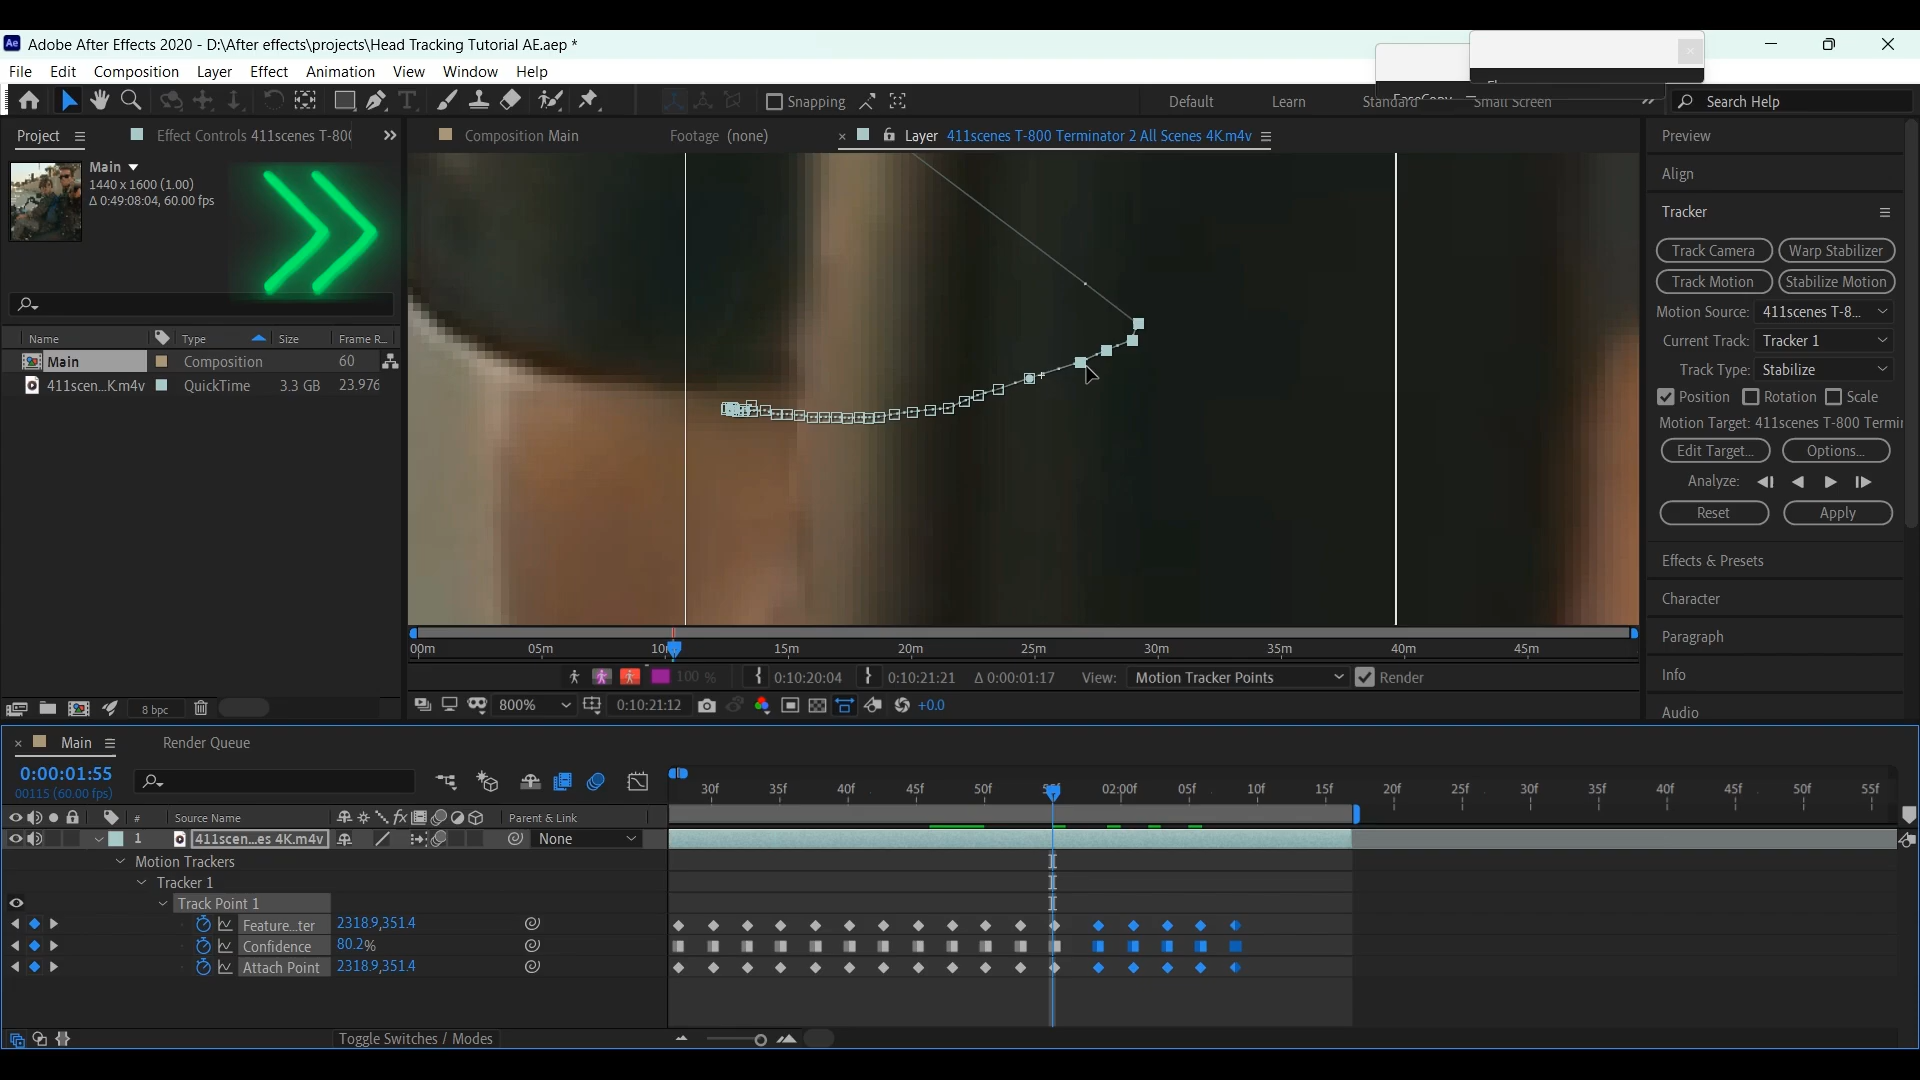 Ae Adobe After Effects 2020 - D:\After effects\projects\Head Tracking Tutorial AE.aep *
File Edit Composition Layer Effect Animation View Window Help
Snapping Default Learn Standard Small Screen Search Help
Project Effect Controls 411scenes T-80
Composition Main Footage (none) Layer 411scenes T-800 Terminator 2 All Scenes 4K.m4v
Main
1440 x 1600 (1.00)
Δ 0:49:08:04, 60.00 fps
Name Type Size Frame R...
Main Composition 60
411scen...K.m4v QuickTime 3.3 GB 23.976
8 bpc
00m 05m 15m 20m 25m 30m 35m 40m 45m
100 % 0:10:20:04 0:10:21:21 Δ 0:00:01:17 View: Motion Tracker Points Render
800% 0:10:21:12 +0.0
Preview
Align
Tracker
Track Camera Warp Stabilizer
Track Motion Stabilize Motion
Motion Source: 411scenes T-8...
Current Track: Tracker 1
Track Type: Stabilize
Position Rotation Scale
Motion Target: 411scenes T-800 Termi
Edit Target... Options...
Analyze:
Reset Apply
Effects & Presets
Character
Paragraph
Info
Audio
Main Render Queue
0:00:01:55
00115 (60.00 fps)
30f 35f 40f 45f 50f 02:00f 05f 10f 15f 20f 25f 30f 35f 40f 45f 50f 55f
# Source Name fx Parent & Link
1 411scen...es 4K.m4v None
Motion Trackers
Tracker 1
Track Point 1
Feature...ter 2318.9,351.4
Confidence 80.2%
Attach Point 2318.9,351.4
Toggle Switches / Modes